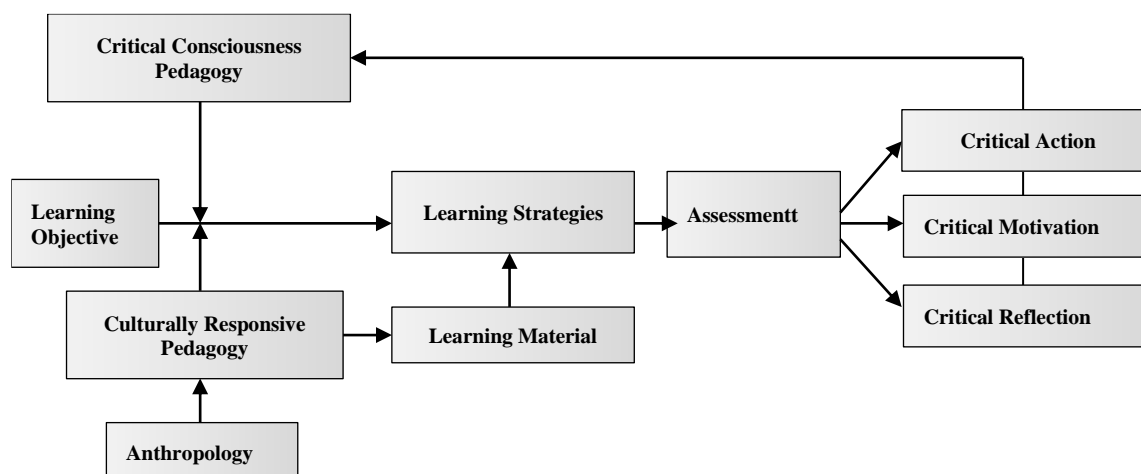 Critical Consciousness
Pedagogy
Critical Action
Learning
Objective
Learning Strategies
Assessmentt
Critical Motivation
Culturally Responsive
Pedagogy
Learning Material
Critical Reflection
Anthropology